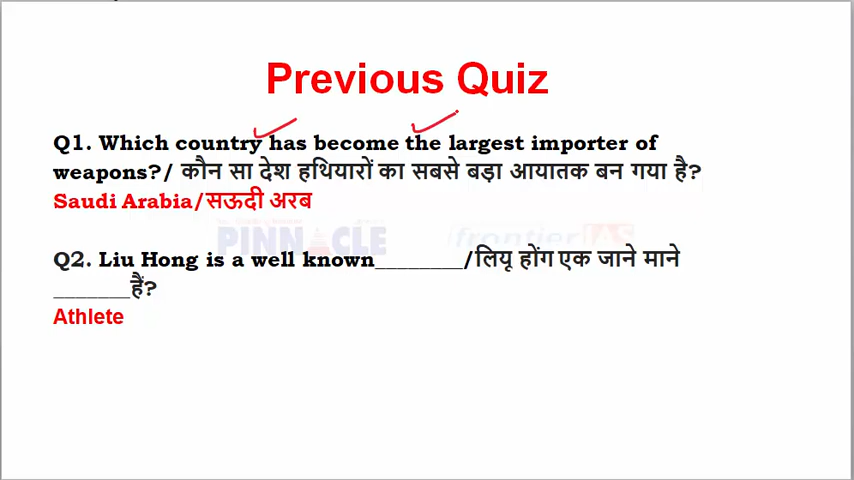 Previous Quiz
Q1. Which country has become the largest importer of
weapons?/ कौन सा देश हथियारों का सबसे बड़ा आयातक बन गया है?
Saudi Arabia/सऊदी अरब
PINNACLE frontier IAS
Q2. Liu Hong is a well known________/लियू होंग एक जाने माने
_______हैं?
Athlete